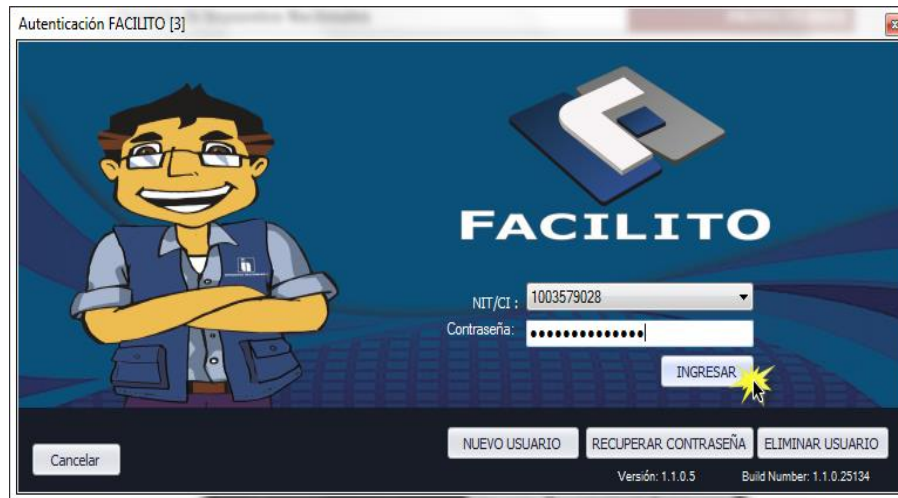 Autenticación FACILITO [3]
FACILITO
NIT/CI :
1003579028
Contraseña:
INGRESAR
Cancelar
NUEVO USUARIO
RECUPERAR CONTRASEÑA
ELIMINAR USUARIO
Versión: 1.1.0.5
Build Number: 1.1.0.25134